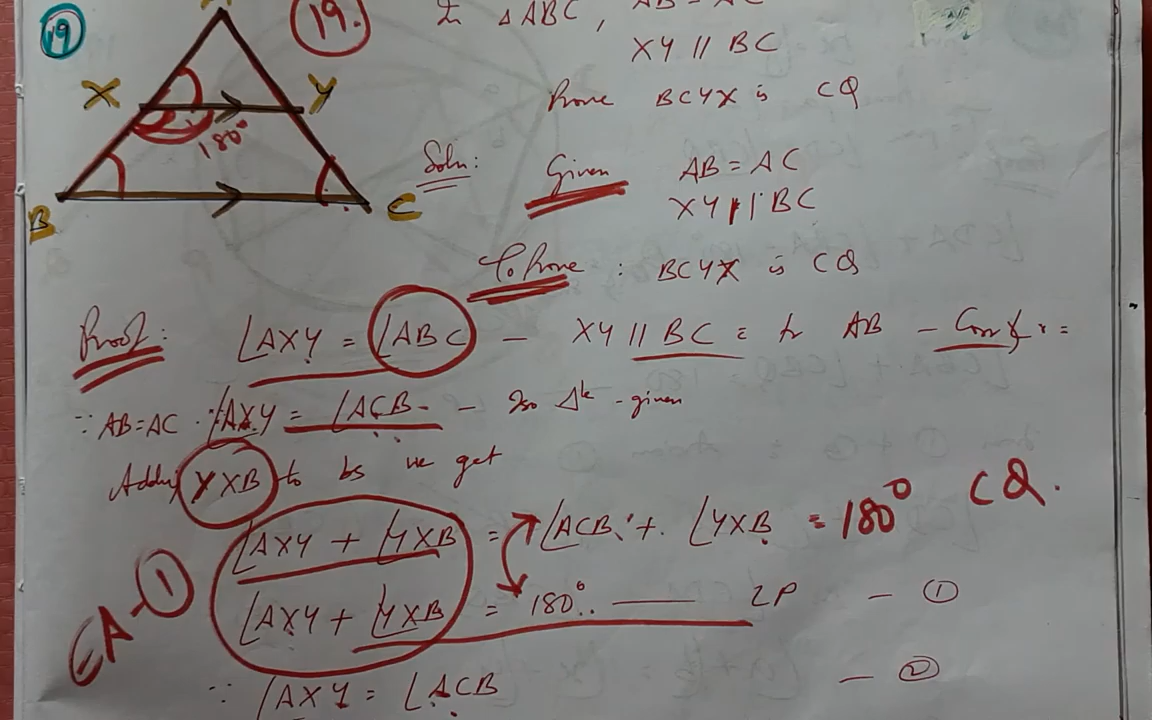 19
19.
In △ABC, AB = AC
XY // BC
Prove BCYX is CQ
X
Y
180°
B
C
Soln:
Given AB = AC
XY // BC
To Prove : BCYX is CQ
Proof: ∠AXY = ∠ABC – XY // BC = tr AB –
∵ AB=AC ∴ ∠AXY = ∠ACB – Iso △le - given
Addy YXB to bs we get
∠AXY + ∠YXB = ∠ACB + ∠YXB = 180° CQ.
∠AXY + ∠YXB = 180° — LP – ①
EA-①
∵ ∠AXY = ∠ACB – ②